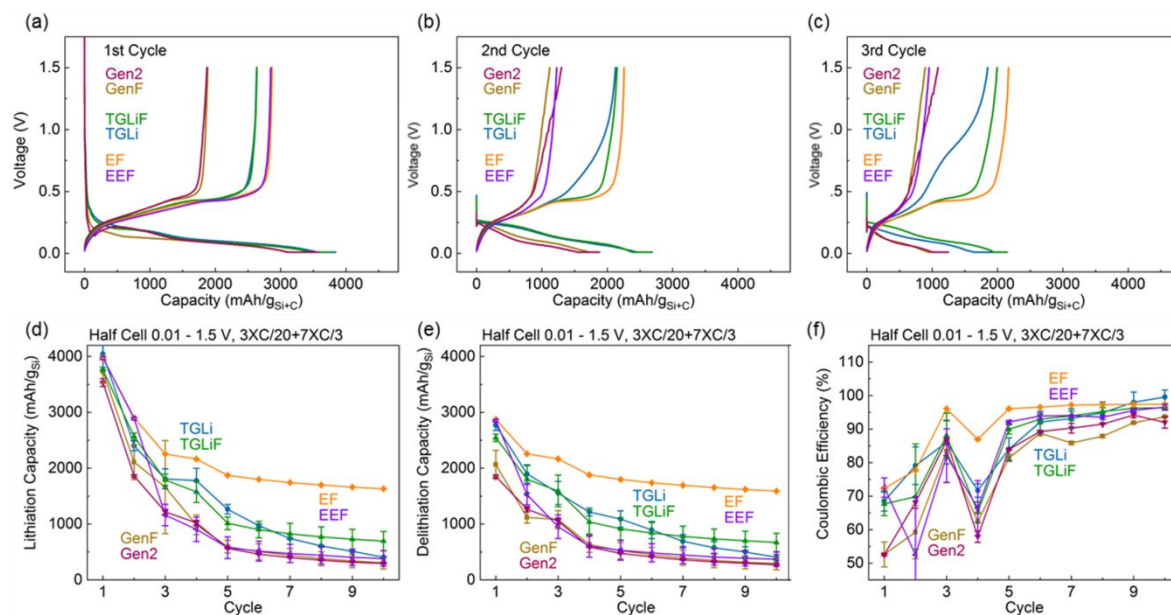 (a)
1st Cycle
Gen2
GenF
TGLiF
TGLi
EF
EEF
Voltage (V)
1.5
1.0
0.5
0.0
0 1000 2000 3000 4000
Capacity (mAh/gSi+C)
(b)
2nd Cycle
Gen2
GenF
TGLiF
TGLi
EF
EEF
Voltage (V)
1.5
1.0
0.5
0.0
0 1000 2000 3000 4000
Capacity (mAh/gSi+C)
(c)
3rd Cycle
Gen2
GenF
TGLiF
TGLi
EF
EEF
Voltage (V)
.5
.0
0.5
0.0
0 1000 2000 3000 4000
Capacity (mAh/gSi+C)
(d)
Half Cell 0.01 - 1.5 V, 3XC/20+7XC/3
Lithiation Capacity (mAh/gSi)
4000
3000
2000
1000
0
TGLi
TGLiF
EF
EEF
GenF
Gen2
1 3 5 7 9
Cycle
(e)
Half Cell 0.01 - 1.5 V, 3XC/20+7XC/3
Delithiation Capacity (mAh/gSi)
4000
3000
2000
1000
0
TGLi
TGLiF
EF
EEF
GenF
Gen2
1 3 5 7 9
Cycle
(f)
Half Cell 0.01 - 1.5 V, 3XC/20+7XC/3
Coulombic Efficiency (%)
110
100
90
80
70
60
50
EF
EEF
TGLi
TGLiF
GenF
Gen2
1 3 5 7 9
Cycle